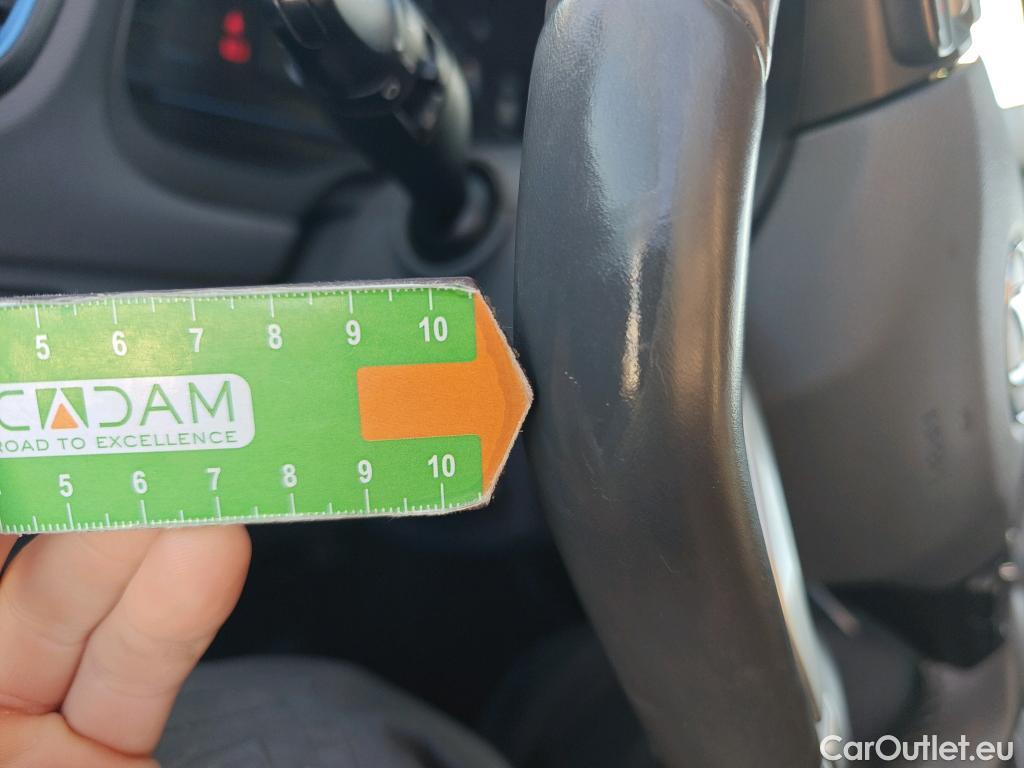 5 6 7 8 9 10
CADAM
ROAD TO EXCELLENCE
5 6 7 8 9 10
CarOutlet.eu